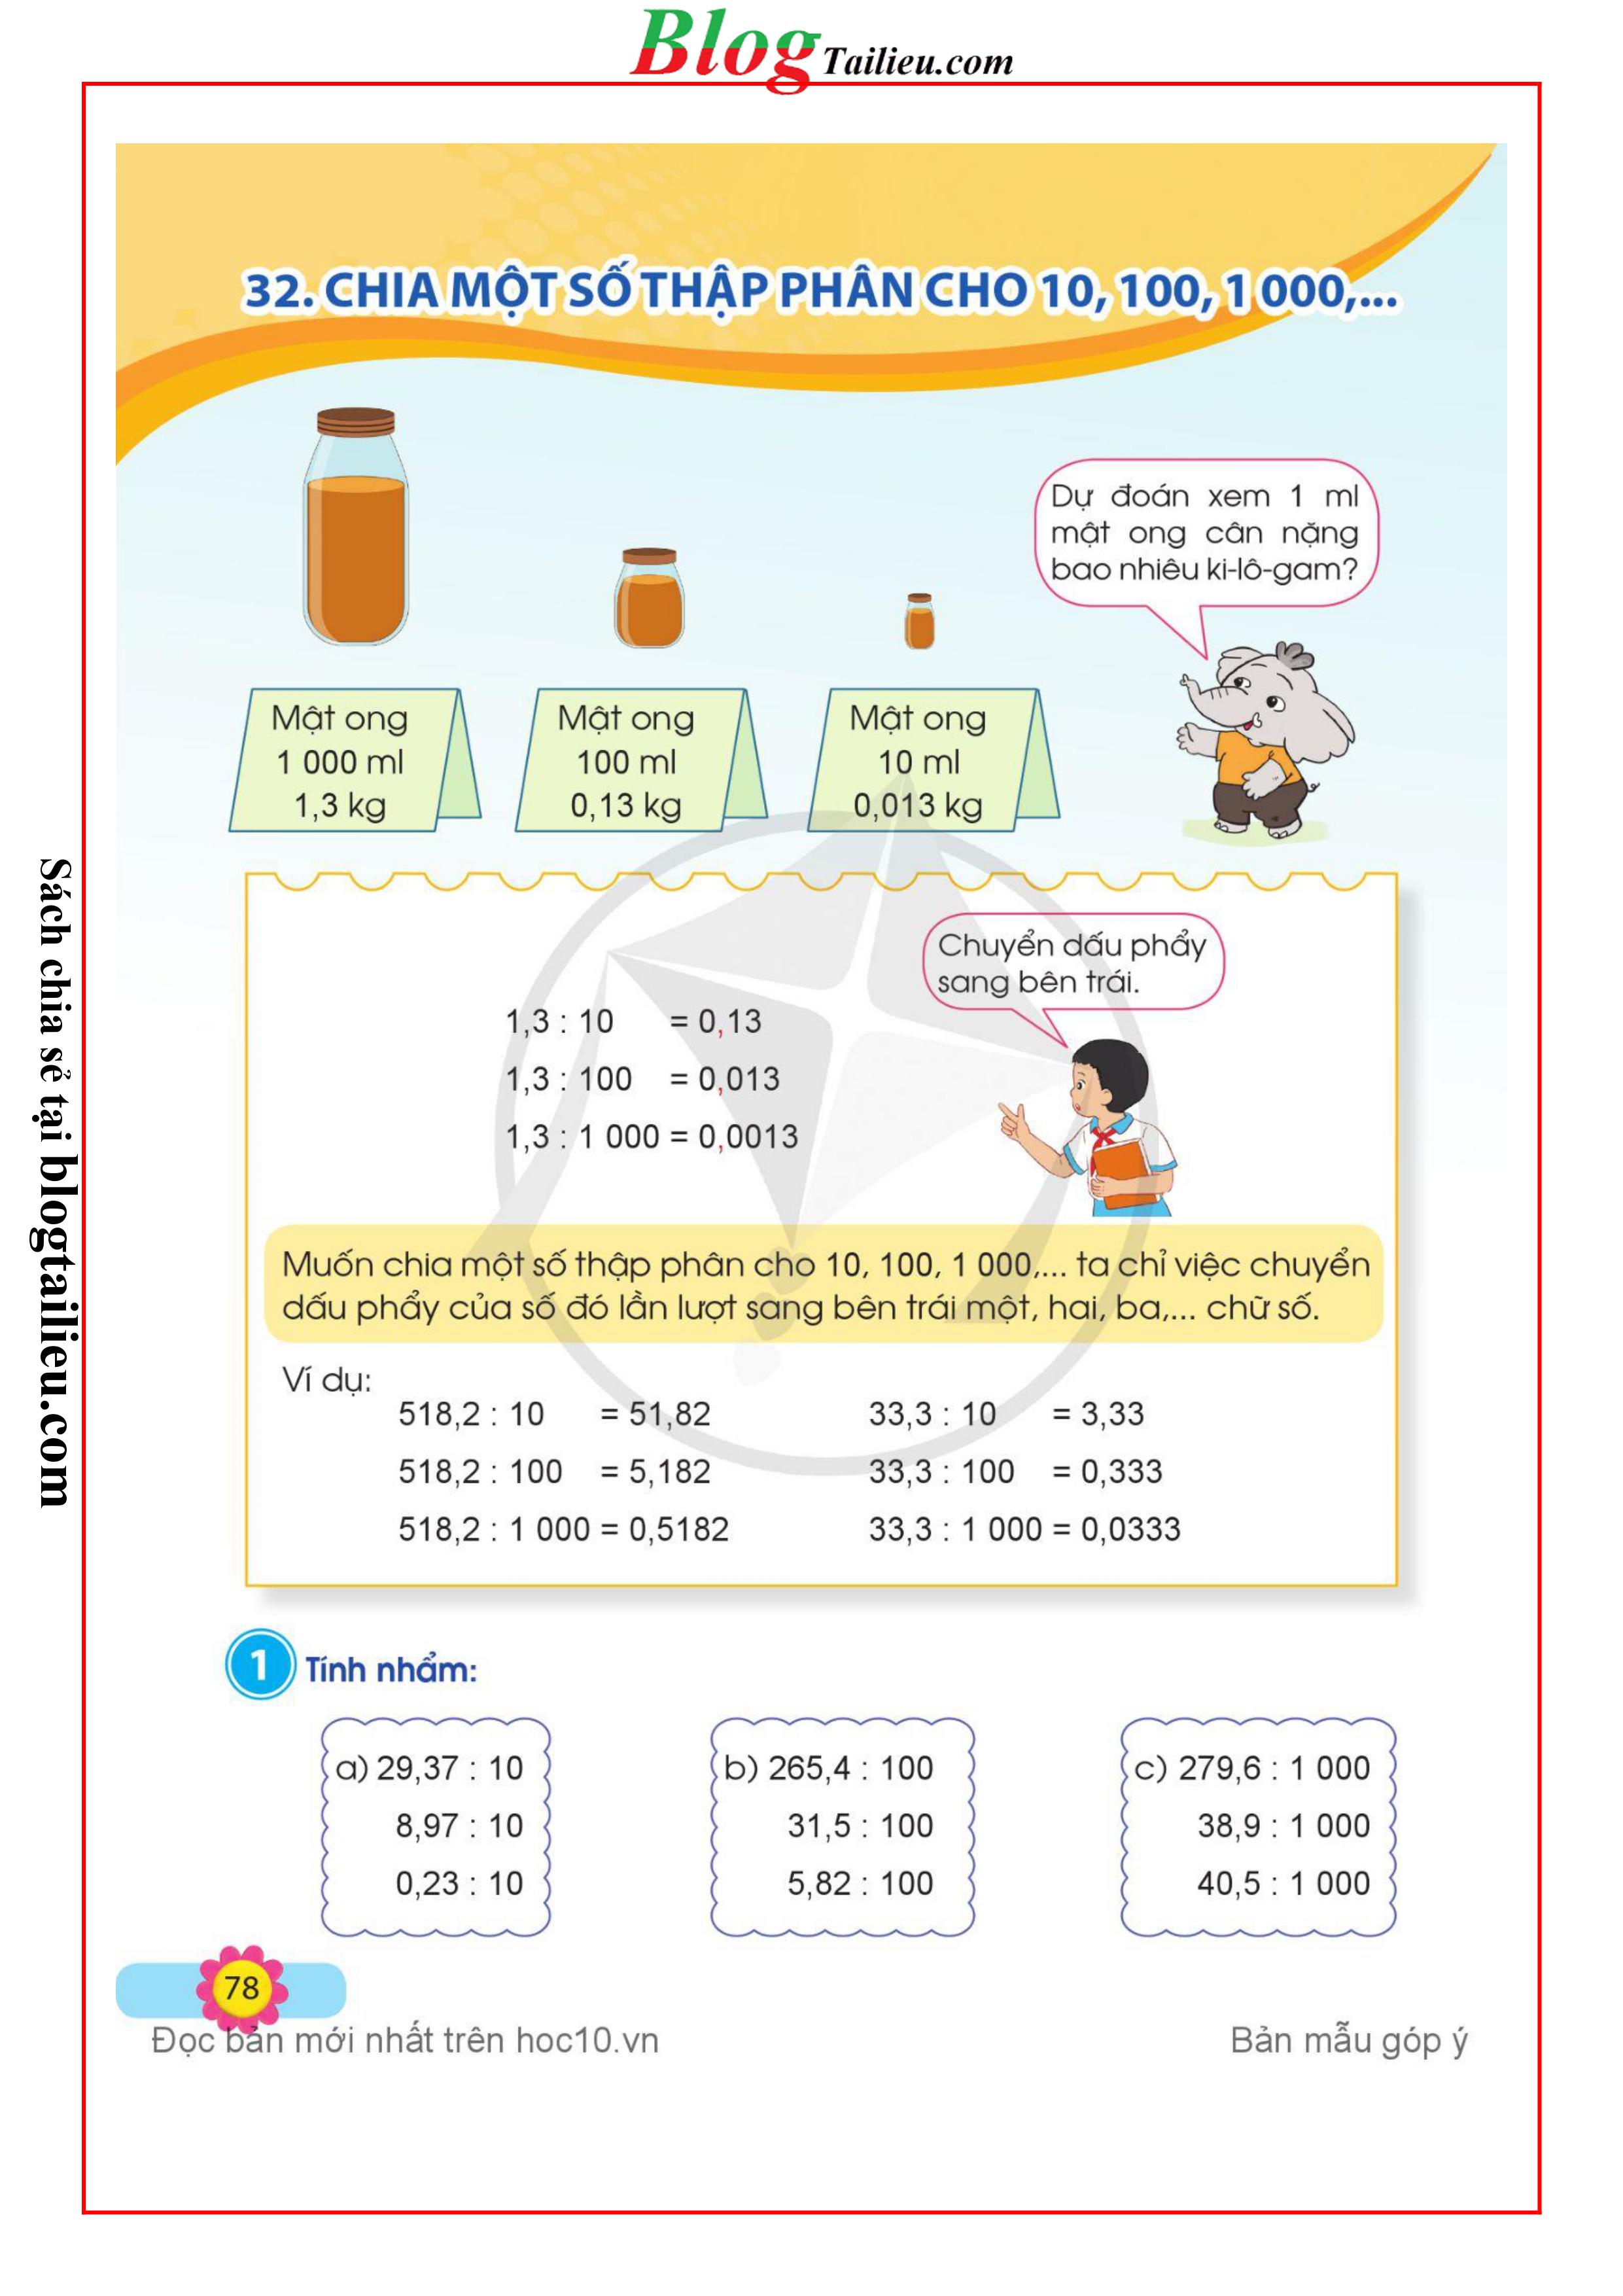 Blog Tailieu.com
32. CHIA MỘT SỐ THẬP PHÂN CHO 10, 100, 1 000,...
Dự đoán xem 1 ml
mật ong cân nặng
bao nhiêu ki-lô-gam?
Mật ong
1 000 ml
1,3 kg
Mật ong
100 ml
0,13 kg
Mật ong
10 ml
0,013 kg
Chuyển dấu phẩy
sang bên trái.
1,3 : 10 = 0,13
1,3 : 100 = 0,013
1,3 : 1 000 = 0,0013
Muốn chia một số thập phân cho 10, 100, 1 000,... ta chỉ việc chuyển
dấu phẩy của số đó lần lượt sang bên trái một, hai, ba,... chữ số.
Ví dụ:
518,2 : 10 = 51,82
518,2 : 100 = 5,182
518,2 : 1 000 = 0,5182
33,3 : 10 = 3,33
33,3 : 100 = 0,333
33,3 : 1 000 = 0,0333
1 Tính nhẩm:
a) 29,37 : 10
8,97 : 10
0,23 : 10
b) 265,4 : 100
31,5 : 100
5,82 : 100
c) 279,6 : 1 000
38,9 : 1 000
40,5 : 1 000
78
Đọc bản mới nhất trên hoc10.vn
Bản mẫu góp ý
Sách chia sẻ tại blogtailieu.com